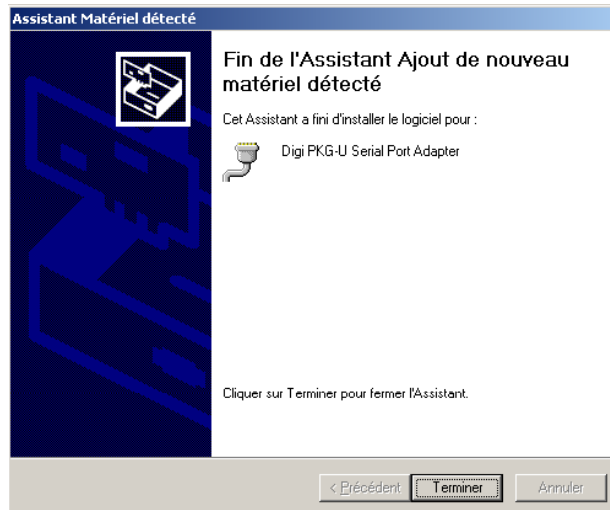 Assistant Matériel détecté
Fin de l'Assistant Ajout de nouveau
matériel détecté
Cet Assistant a fini d'installer le logiciel pour :
Digi PKG-U Serial Port Adapter
Cliquer sur Terminer pour fermer l'Assistant.
< Précédent Terminer Annuler